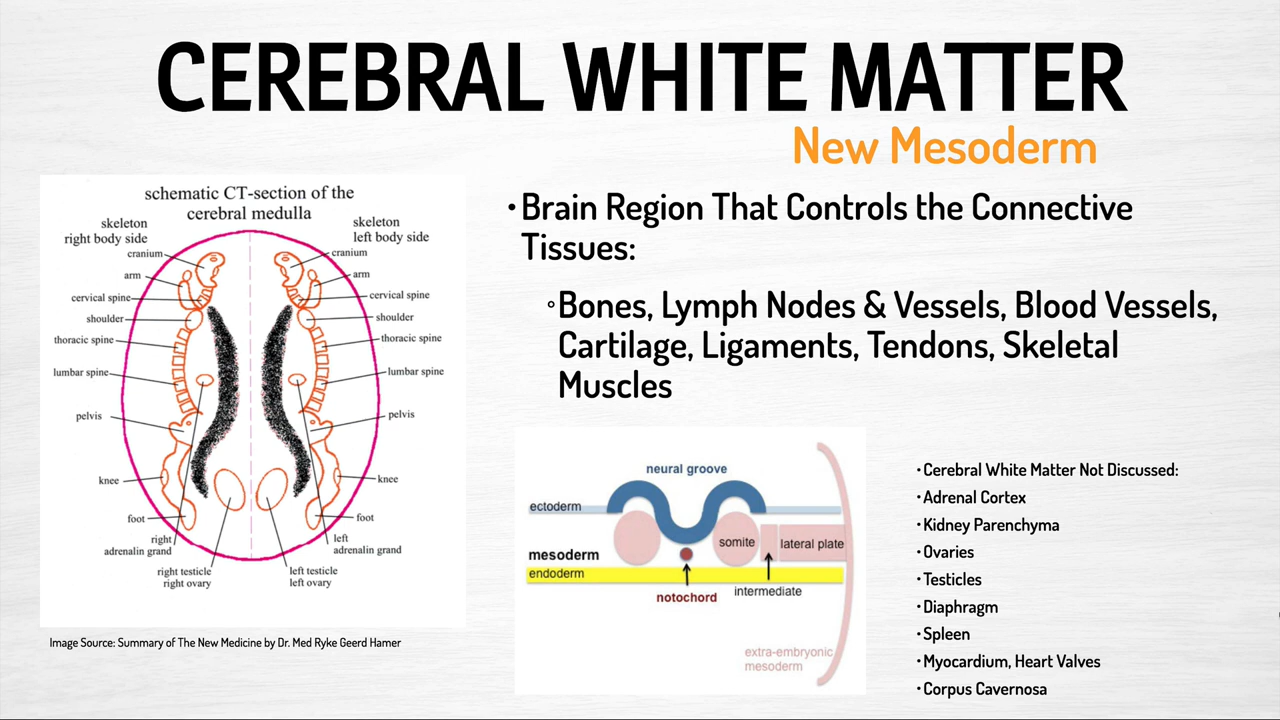 CEREBRAL WHITE MATTER
New Mesoderm
schematic CT-section of the
cerebral medulla
skeleton
right body side
skeleton
left body side
cranium
cranium
arm
arm
cervical spine
cervical spine
shoulder
shoulder
thoracic spine
thoracic spine
lumbar spine
lumbar spine
pelvis
pelvis
knee
knee
foot
foot
right
adrenalin grand
left
adrenalin grand
right testicle
right ovary
left testicle
left ovary
Image Source: Summary of The New Medicine by Dr. Med Ryke Geerd Hamer
• Brain Region That Controls the Connective
Tissues:
◦ Bones, Lymph Nodes & Vessels, Blood Vessels,
Cartilage, Ligaments, Tendons, Skeletal
Muscles
neural groove
ectoderm
mesoderm
somite
lateral plate
endoderm
notochord
intermediate
extra-embryonic
mesoderm
• Cerebral White Matter Not Discussed:
• Adrenal Cortex
• Kidney Parenchyma
• Ovaries
• Testicles
• Diaphragm
• Spleen
• Myocardium, Heart Valves
• Corpus Cavernosa